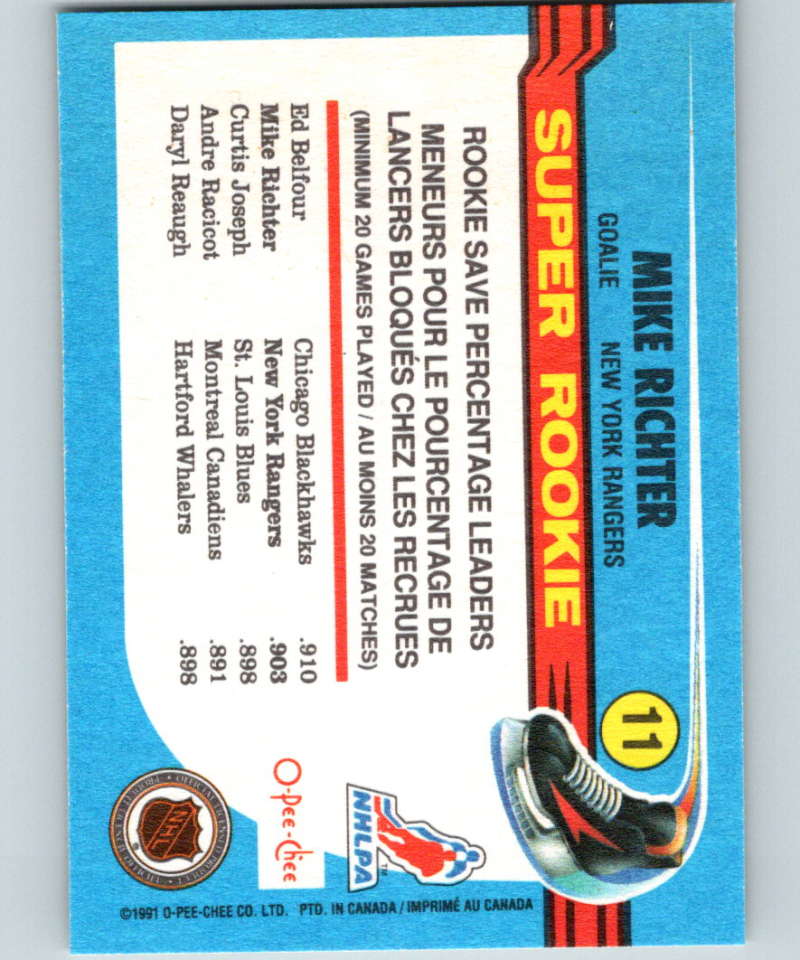 MIKE RICHTER
GOALIE NEW YORK RANGERS
11
SUPER ROOKIE
ROOKIE SAVE PERCENTAGE LEADERS
MENEURS POUR LE POURCENTAGE DE
LANCERS BLOQUÉS CHEZ LES RECRUES
(MINIMUM 20 GAMES PLAYED / AU MOINS 20 MATCHES)
Ed Belfour Chicago Blackhawks .910
Mike Richter New York Rangers .903
Curtis Joseph St. Louis Blues .898
Andre Racicot Montreal Canadiens .891
Daryl Reaugh Hartford Whalers .898
NHLPA
TM
O-Pee-Chee
NHL
©1991 O-PEE-CHEE CO. LTD. PTD. IN CANADA / IMPRIMÉ AU CANADA